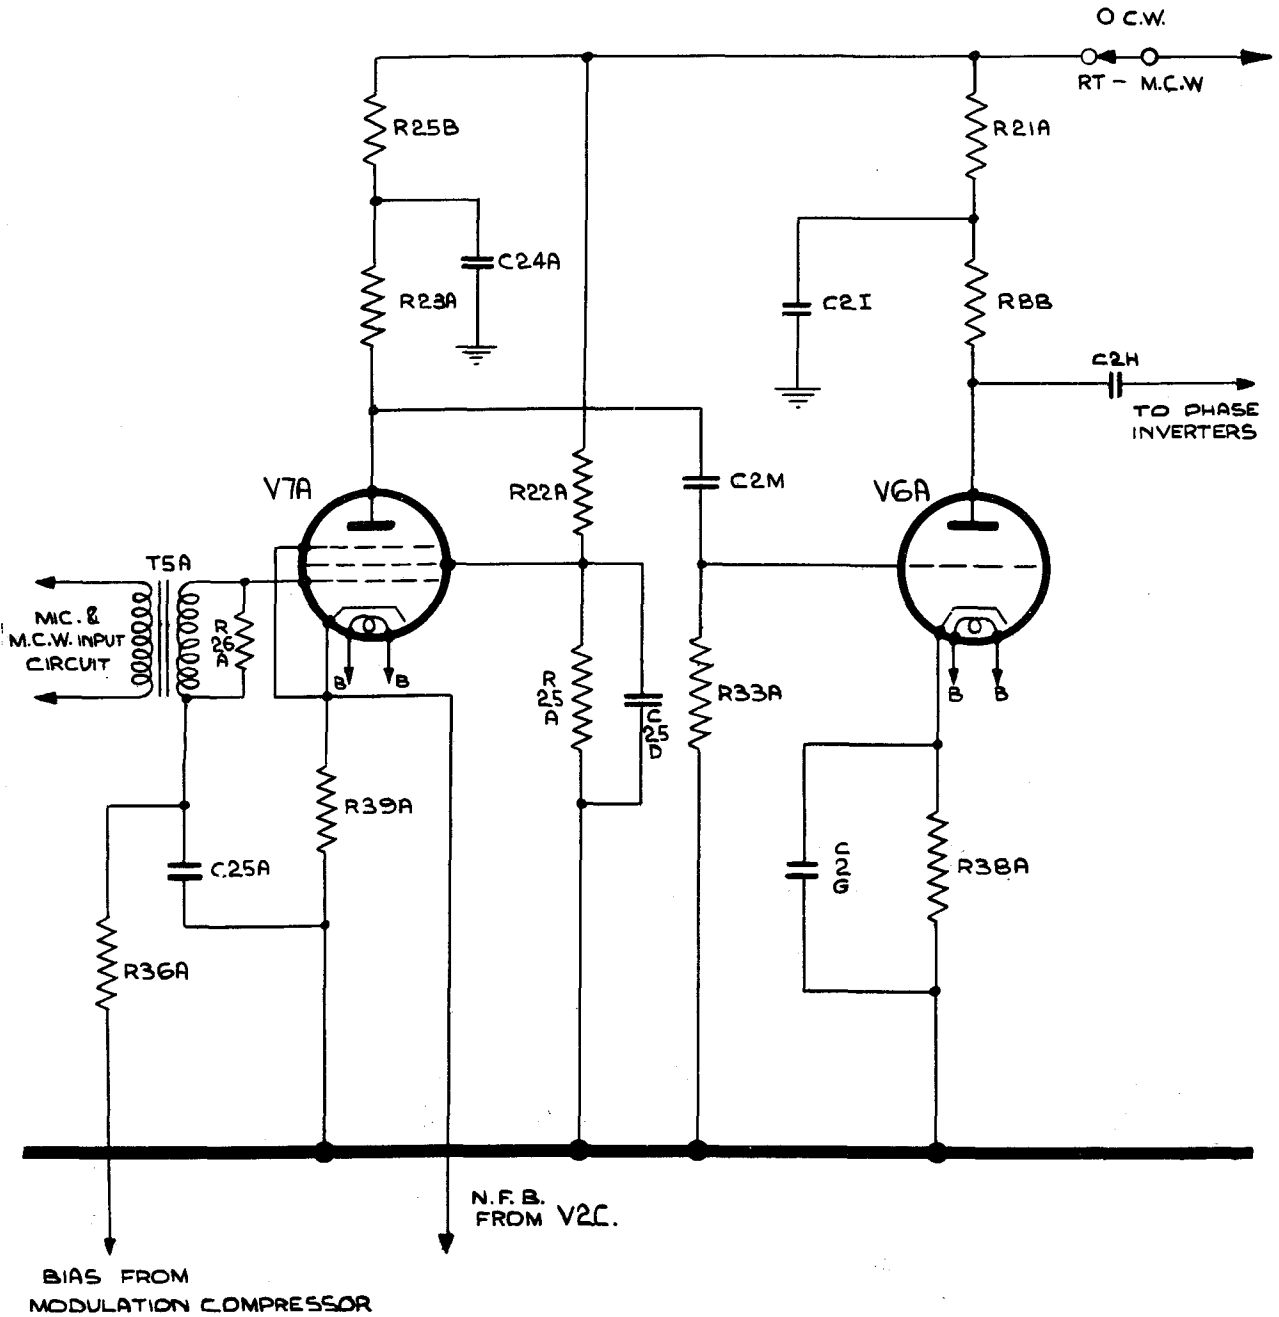 O C.W.
RT - M.C.W
R25B
R21A
C24A
R23A
C2I
R8B
C2H
TO PHASE
INVERTERS
V7A
R22A
C2M
V6A
T5A
MIC. &
M.C.W. INPUT
CIRCUIT
R
26
A
B
B
R
25
A
C
25
D
R33A
B
B
R39A
C25A
C
2
G
R38A
R36A
N.F.B.
FROM V2C.
BIAS FROM
MODULATION COMPRESSOR